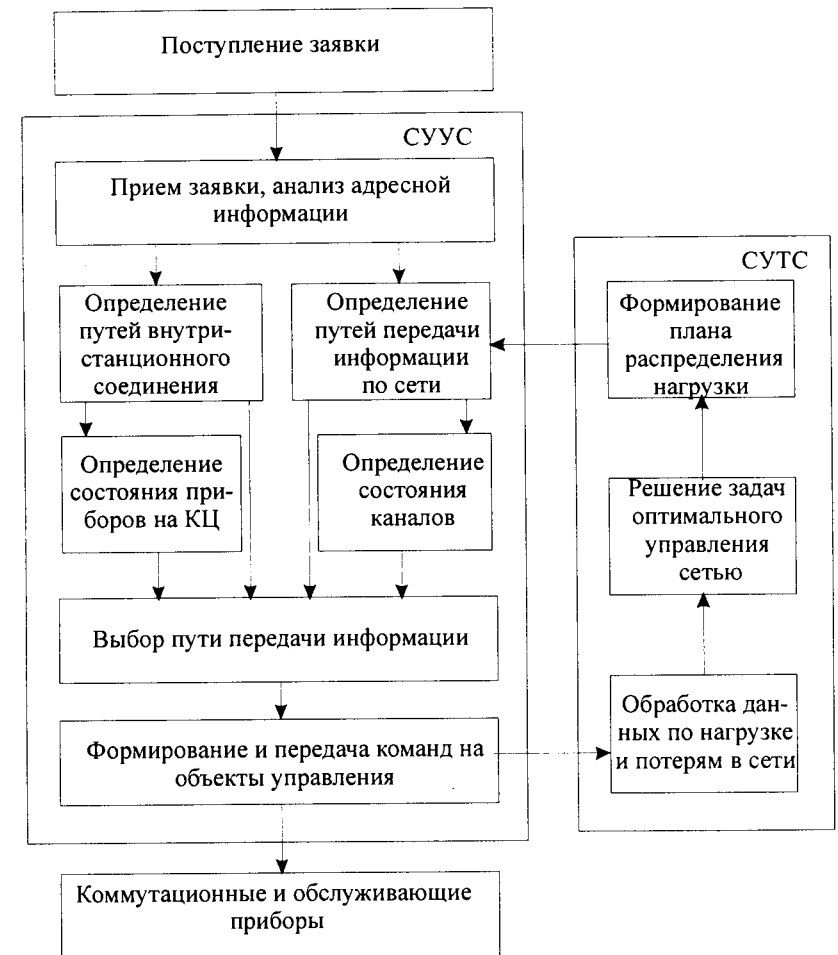 Поступление заявки
СУУС
Прием заявки, анализ адресной
информации
Определение
путей внутри-
станционного
соединения
Определение
путей передачи
информации
по сети
Определение
состояния при-
боров на КЦ
Определение
состояния
каналов
Выбор пути передачи информации
Формирование и передача команд на
объекты управления
Коммутационные и обслуживающие
приборы
СУТС
Формирование
плана
распределения
нагрузки
Решение задач
оптимального
управления
сетью
Обработка дан-
ных по нагрузке
и потерям в сети